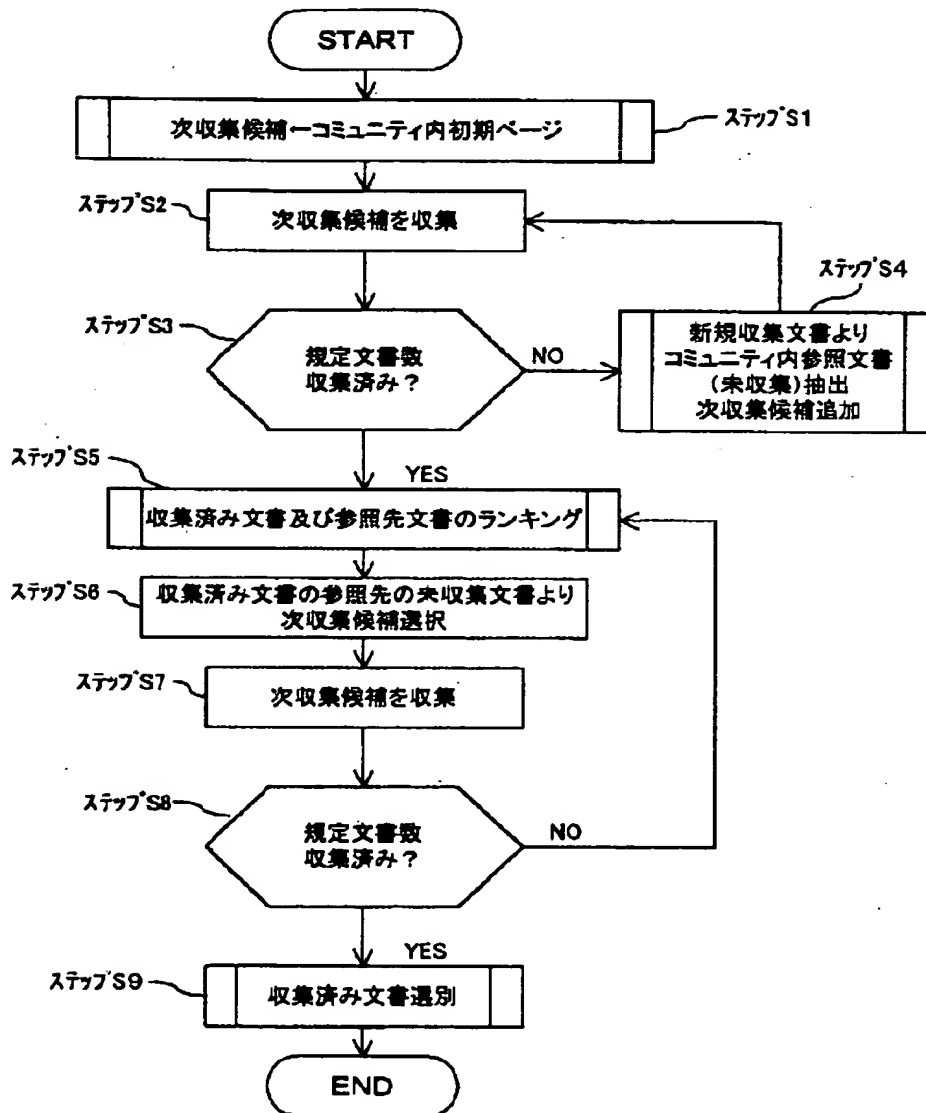 START
次収集候補←コミュニティ内初期ページ
ステップS1
ステップS2
次収集候補を収集
ステップS4
ステップS3
規定文書数
収集済み？
NO
新規収集文書より
コミュニティ内参照文書
(未収集)抽出
次収集候補追加
ステップS5
YES
収集済み文書及び参照先文書のランキング
ステップS6
収集済み文書の参照先の未収集文書より
次収集候補選択
ステップS7
次収集候補を収集
ステップS8
規定文書数
収集済み？
NO
YES
ステップS9
収集済み文書選別
END